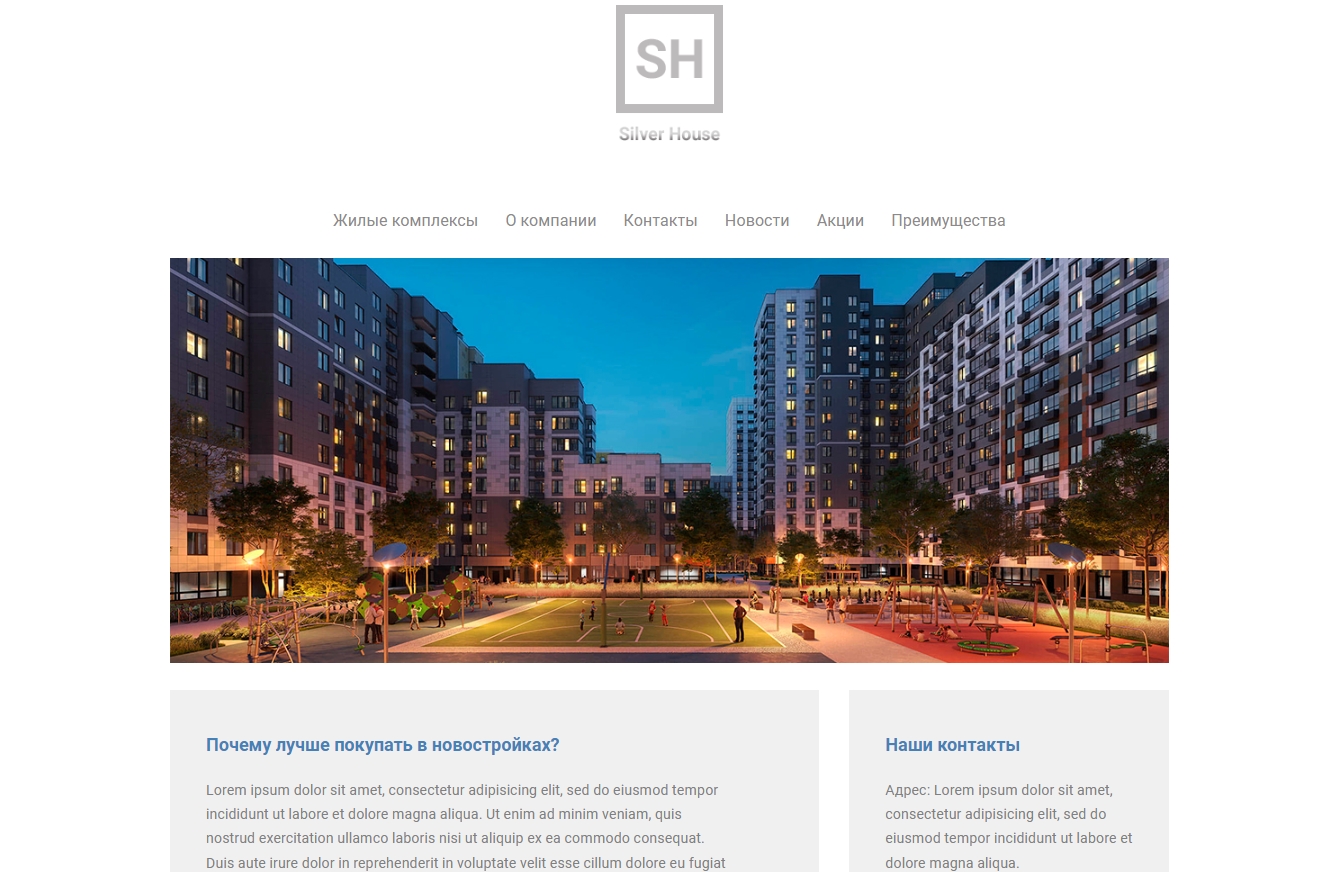 SH
Silver House
Жилые комплексы О компании Контакты Новости Акции Преимущества
Почему лучше покупать в новостройках?
Lorem ipsum dolor sit amet, consectetur adipisicing elit, sed do eiusmod tempor
incididunt ut labore et dolore magna aliqua. Ut enim ad minim veniam, quis
nostrud exercitation ullamco laboris nisi ut aliquip ex ea commodo consequat.
Duis aute irure dolor in reprehenderit in voluptate velit esse cillum dolore eu fugiat
Наши контакты
Адрес: Lorem ipsum dolor sit amet,
consectetur adipisicing elit, sed do
eiusmod tempor incididunt ut labore et
dolore magna aliqua.